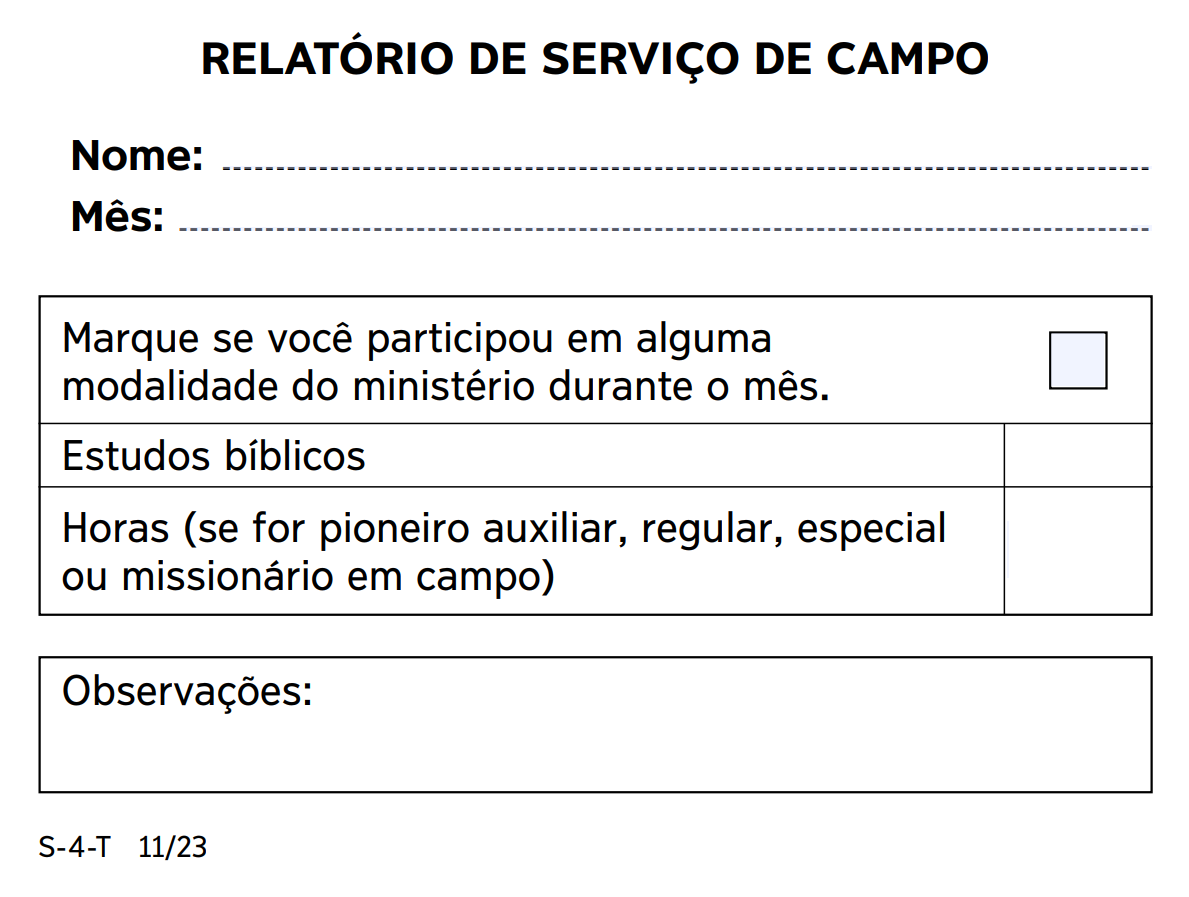 RELATÓRIO DE SERVIÇO DE CAMPO
Nome:
Mês:
Marque se você participou em alguma
modalidade do ministério durante o mês.
Estudos bíblicos
Horas (se for pioneiro auxiliar, regular, especial
ou missionário em campo)
Observações:
S-4-T 11/23